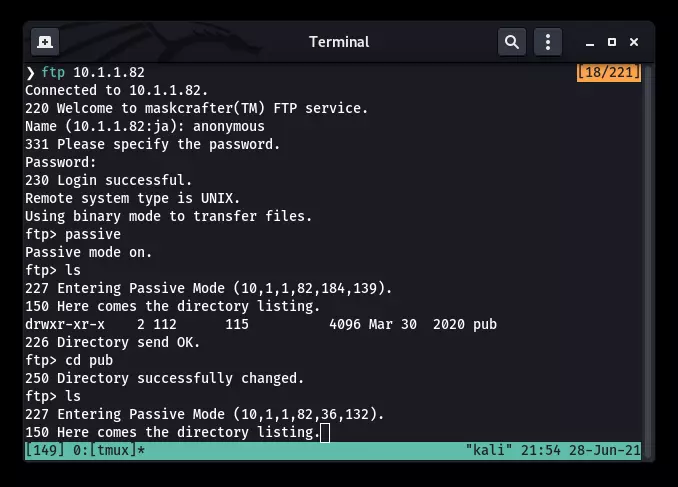 Terminal
❯ ftp 10.1.1.82 [18/221]
Connected to 10.1.1.82.
220 Welcome to maskcrafter(TM) FTP service.
Name (10.1.1.82:ja): anonymous
331 Please specify the password.
Password:
230 Login successful.
Remote system type is UNIX.
Using binary mode to transfer files.
ftp> passive
Passive mode on.
ftp> ls
227 Entering Passive Mode (10,1,1,82,184,139).
150 Here comes the directory listing.
drwxr-xr-x    2 112      115          4096 Mar 30  2020 pub
226 Directory send OK.
ftp> cd pub
250 Directory successfully changed.
ftp> ls
227 Entering Passive Mode (10,1,1,82,36,132).
150 Here comes the directory listing.
[149] 0:[tmux]* "kali" 21:54 28-Jun-21